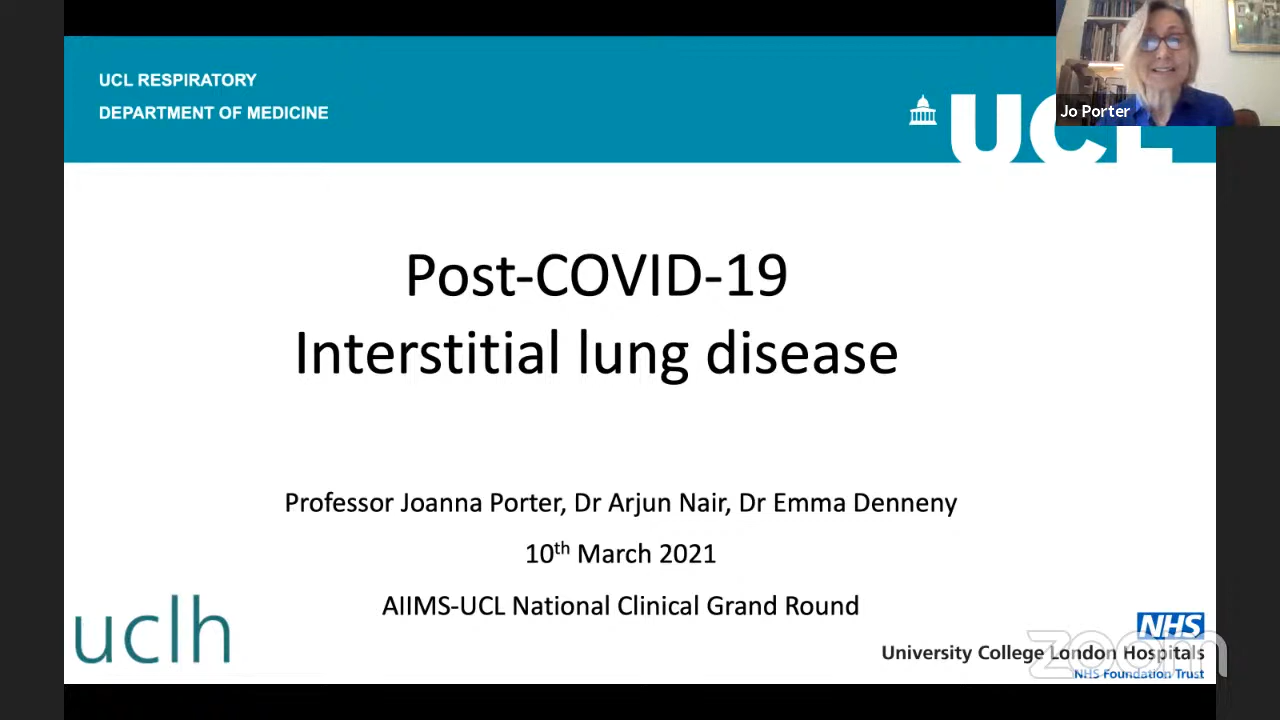 UCL RESPIRATORY
DEPARTMENT OF MEDICINE
UCL
Jo Porter
Post-COVID-19
Interstitial lung disease
Professor Joanna Porter, Dr Arjun Nair, Dr Emma Denneny
10th March 2021
AIIMS-UCL National Clinical Grand Round
uclh
NHS
University College London Hospitals
NHS Foundation Trust
zoom